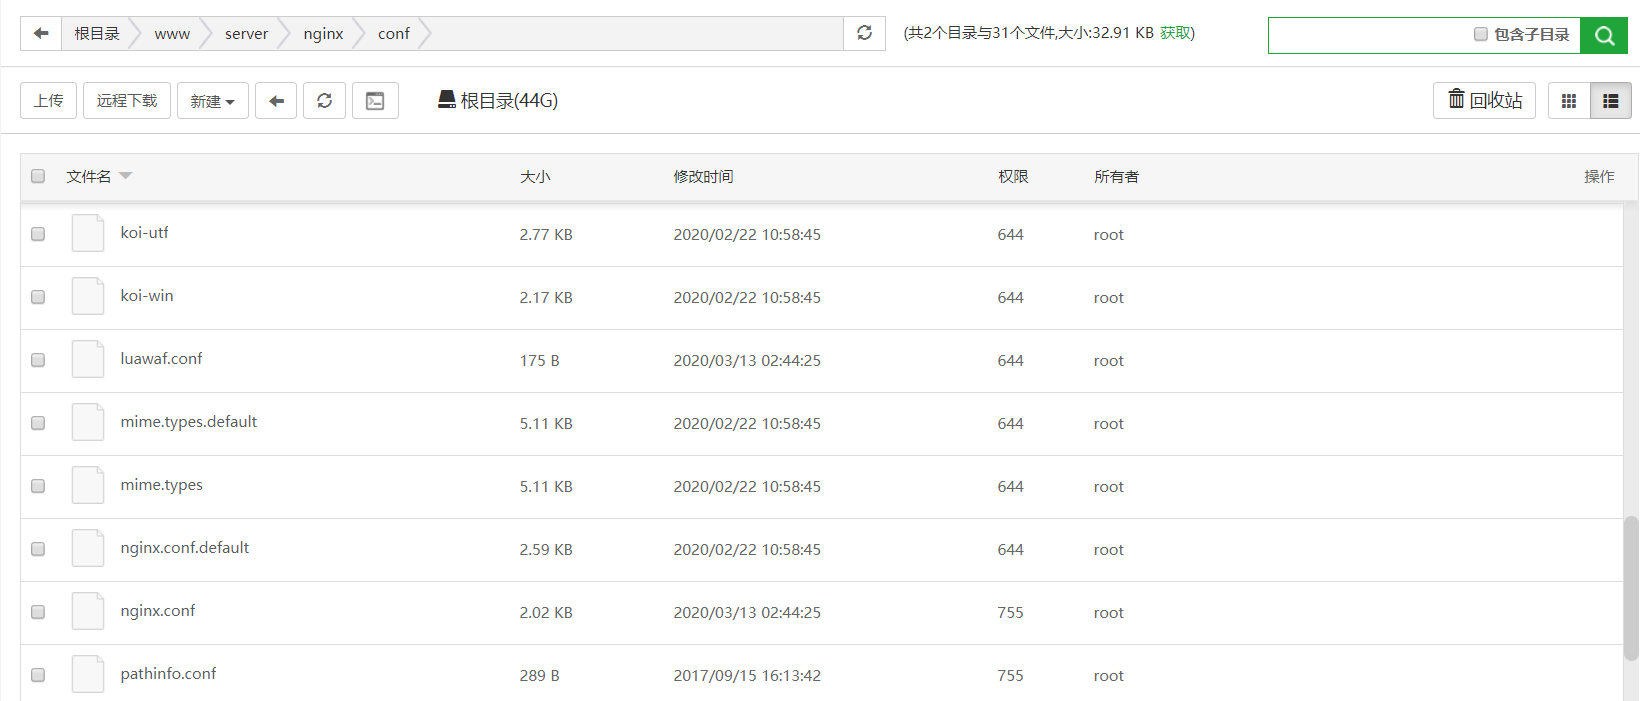 根目录 www server nginx conf (共2个目录与31个文件,大小:32.91 KB 获取) 包含子目录
上传 远程下载 新建 根目录(44G) 回收站
文件名 大小 修改时间 权限 所有者 操作
koi-utf 2.77 KB 2020/02/22 10:58:45 644 root
koi-win 2.17 KB 2020/02/22 10:58:45 644 root
luawaf.conf 175 B 2020/03/13 02:44:25 644 root
mime.types.default 5.11 KB 2020/02/22 10:58:45 644 root
mime.types 5.11 KB 2020/02/22 10:58:45 644 root
nginx.conf.default 2.59 KB 2020/02/22 10:58:45 644 root
nginx.conf 2.02 KB 2020/03/13 02:44:25 755 root
pathinfo.conf 289 B 2017/09/15 16:13:42 755 root